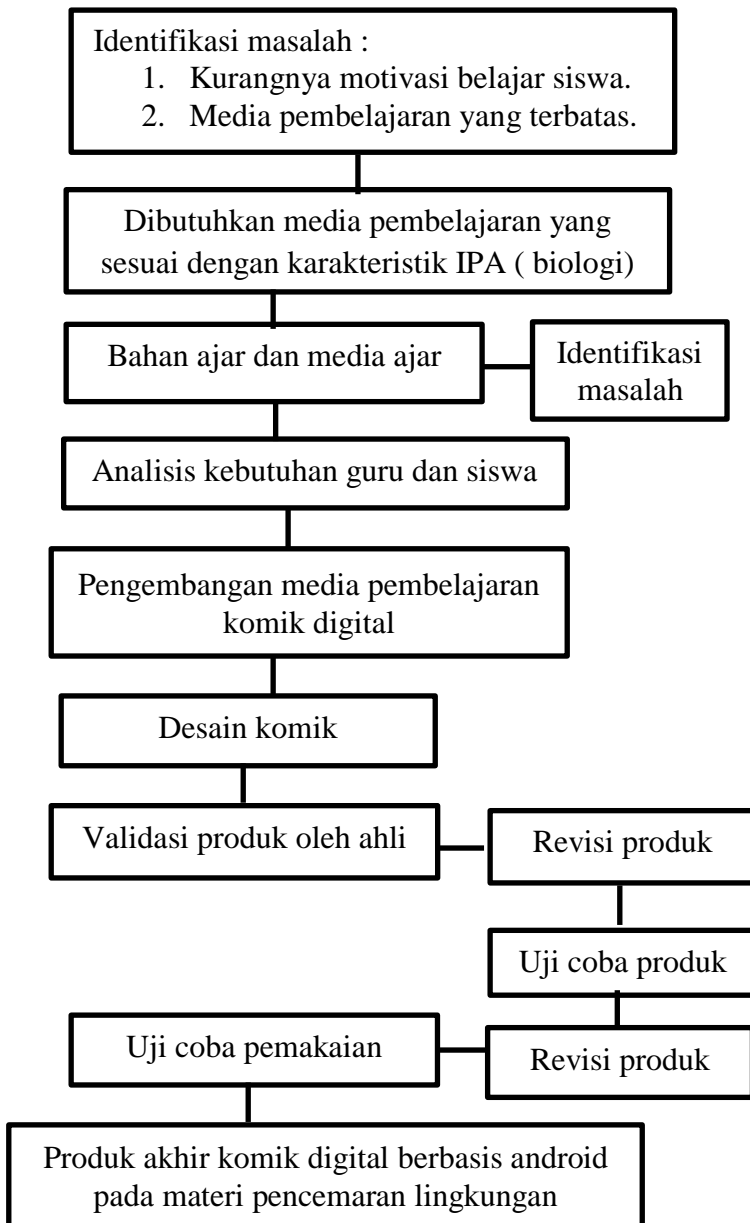 Identifikasi masalah :
1. Kurangnya motivasi belajar siswa.
2. Media pembelajaran yang terbatas.
Dibutuhkan media pembelajaran yang
sesuai dengan karakteristik IPA ( biologi)
Bahan ajar dan media ajar
Identifikasi
masalah
Analisis kebutuhan guru dan siswa
Pengembangan media pembelajaran
komik digital
Desain komik
Validasi produk oleh ahli
Revisi produk
Uji coba produk
Revisi produk
Uji coba pemakaian
Produk akhir komik digital berbasis android
pada materi pencemaran lingkungan